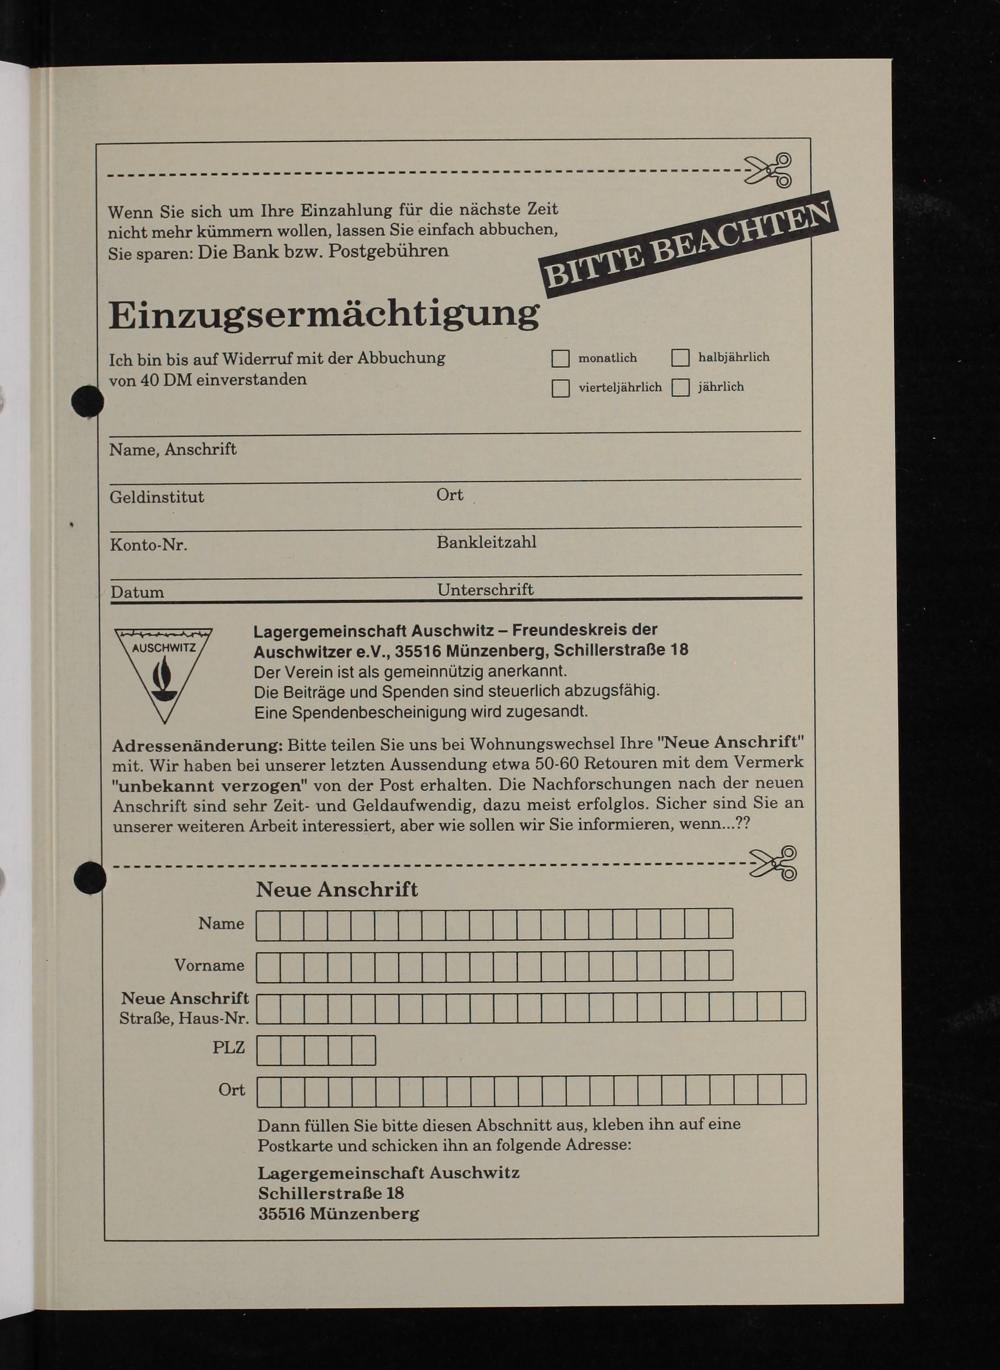 Wenn Sie sich um Ihre Einzahlung für die nächste Zeit
nicht mehr kümmern wollen, lassen Sie einfach abbuchen,
Sie sparen: Die Bank bzw. Postgebühren
BITTE BEACHTEN
Einzugsermächtigung
Ich bin bis auf Widerruf mit der Abbuchung
von 40 DM einverstanden
monatlich halbjährlich
vierteljährlich jährlich
Name, Anschrift
Geldinstitut Ort
Konto-Nr. Bankleitzahl
Datum Unterschrift
AUSCHWITZ
Lagergemeinschaft Auschwitz – Freundeskreis der
Auschwitzer e.V., 35516 Münzenberg, Schillerstraße 18
Der Verein ist als gemeinnützig anerkannt.
Die Beiträge und Spenden sind steuerlich abzugsfähig.
Eine Spendenbescheinigung wird zugesandt.
Adressenänderung: Bitte teilen Sie uns bei Wohnungswechsel Ihre "Neue Anschrift"
mit. Wir haben bei unserer letzten Aussendung etwa 50-60 Retouren mit dem Vermerk
"unbekannt verzogen" von der Post erhalten. Die Nachforschungen nach der neuen
Anschrift sind sehr Zeit- und Geldaufwendig, dazu meist erfolglos. Sicher sind Sie an
unserer weiteren Arbeit interessiert, aber wie sollen wir Sie informieren, wenn...??
Neue Anschrift
Name
Vorname
Neue Anschrift
Straße, Haus-Nr.
PLZ
Ort
Dann füllen Sie bitte diesen Abschnitt aus, kleben ihn auf eine
Postkarte und schicken ihn an folgende Adresse:
Lagergemeinschaft Auschwitz
Schillerstraße 18
35516 Münzenberg